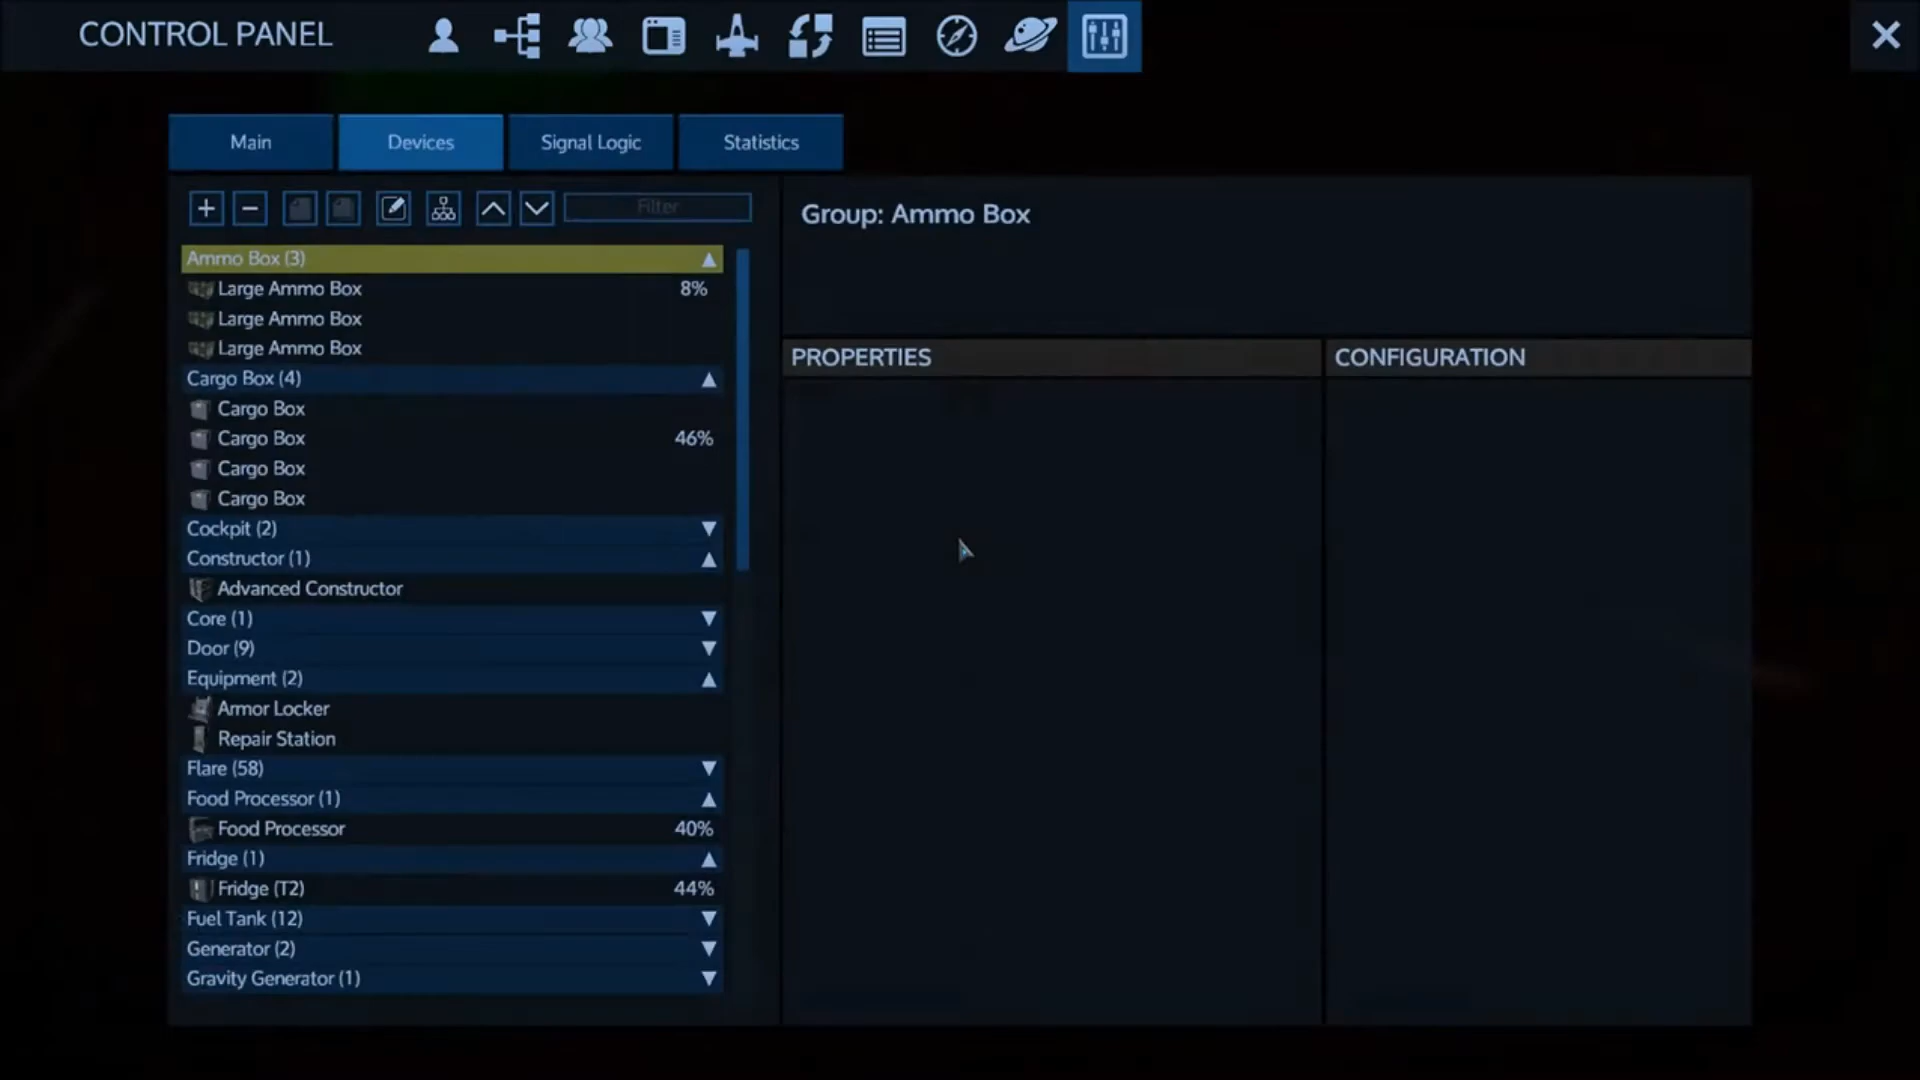 CONTROL PANEL
Main
Devices
Signal Logic
Statistics
Filter
Ammo Box (3)
Large Ammo Box 8%
Large Ammo Box
Large Ammo Box
Cargo Box (4)
Cargo Box
Cargo Box 46%
Cargo Box
Cargo Box
Cockpit (2)
Constructor (1)
Advanced Constructor
Core (1)
Door (9)
Equipment (2)
Armor Locker
Repair Station
Flare (58)
Food Processor (1)
Food Processor 40%
Fridge (1)
Fridge (T2) 44%
Fuel Tank (12)
Generator (2)
Gravity Generator (1)
Group: Ammo Box
PROPERTIES
CONFIGURATION